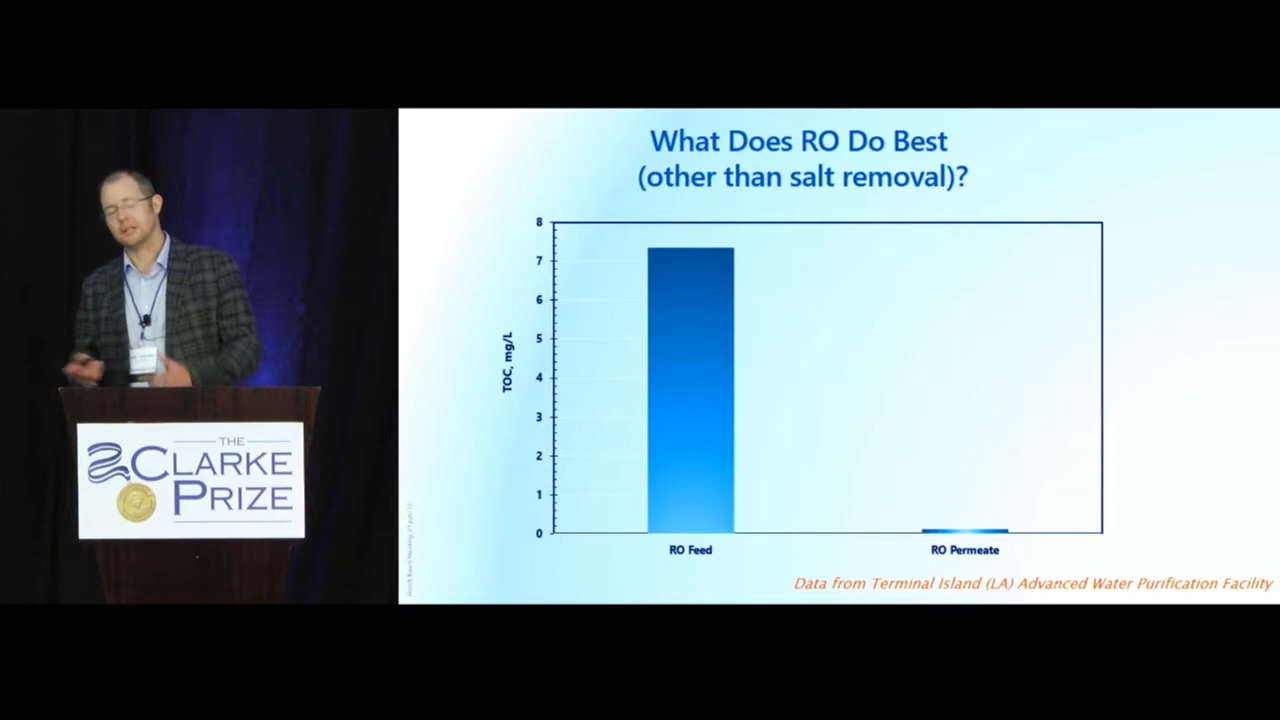 What Does RO Do Best
(other than salt removal)?
8
7
6
5
4
3
2
1
0
TOC, mg/L
RO Feed
RO Permeate
Data from Terminal Island (LA) Advanced Water Purification Facility
THE
CLARKE
PRIZE